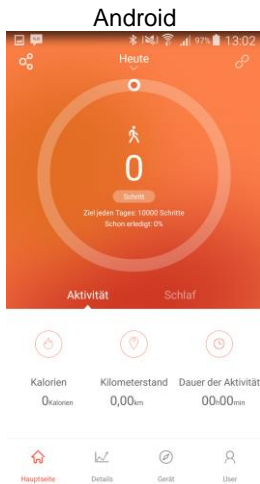 Android
97% 13:02
Heute
0
Schritt
Ziel jeden Tages: 10000 Schritte
Schon erledigt: 0%
Aktivität Schlaf
Kalorien Kilometerstand Dauer der Aktivität
0Kalorien 0,00km 00h00min
Hauptseite Details Gerät User